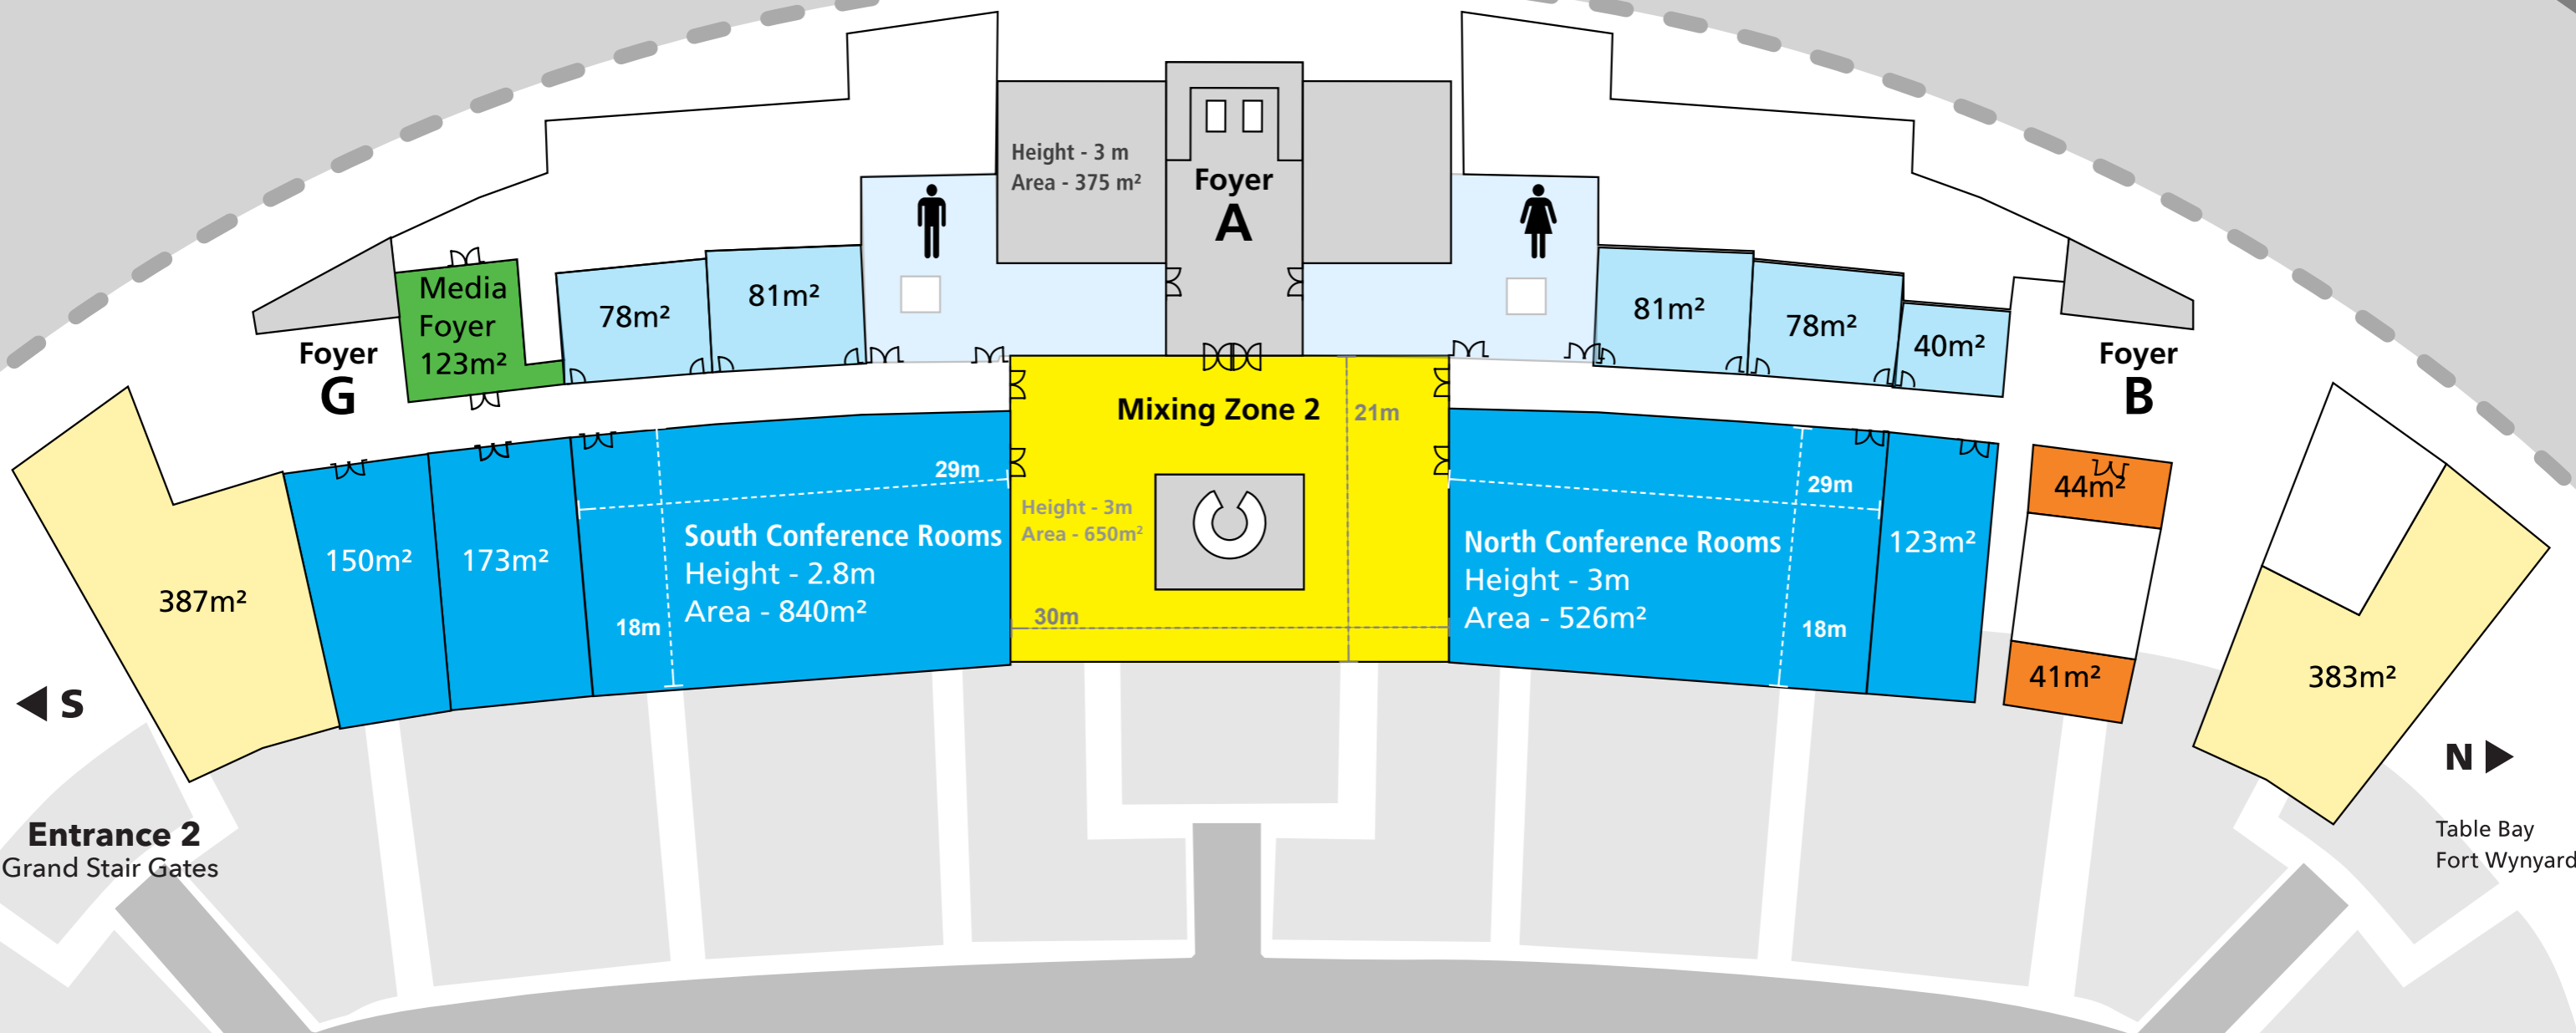 Height - 3 m
Area - 375 m²
Foyer
A
Media
Foyer
123m²
78m²
81m²
81m²
78m²
40m²
Foyer
G
Foyer
B
Mixing Zone 2
21m
Height - 3m
Area - 650m²
30m
387m²
150m²
173m²
29m
South Conference Rooms
Height - 2.8m
Area - 840m²
18m
29m
North Conference Rooms
Height - 3m
Area - 526m²
18m
123m²
44m²
41m²
383m²
S
N
Entrance 2
Grand Stair Gates
Table Bay
Fort Wynyard